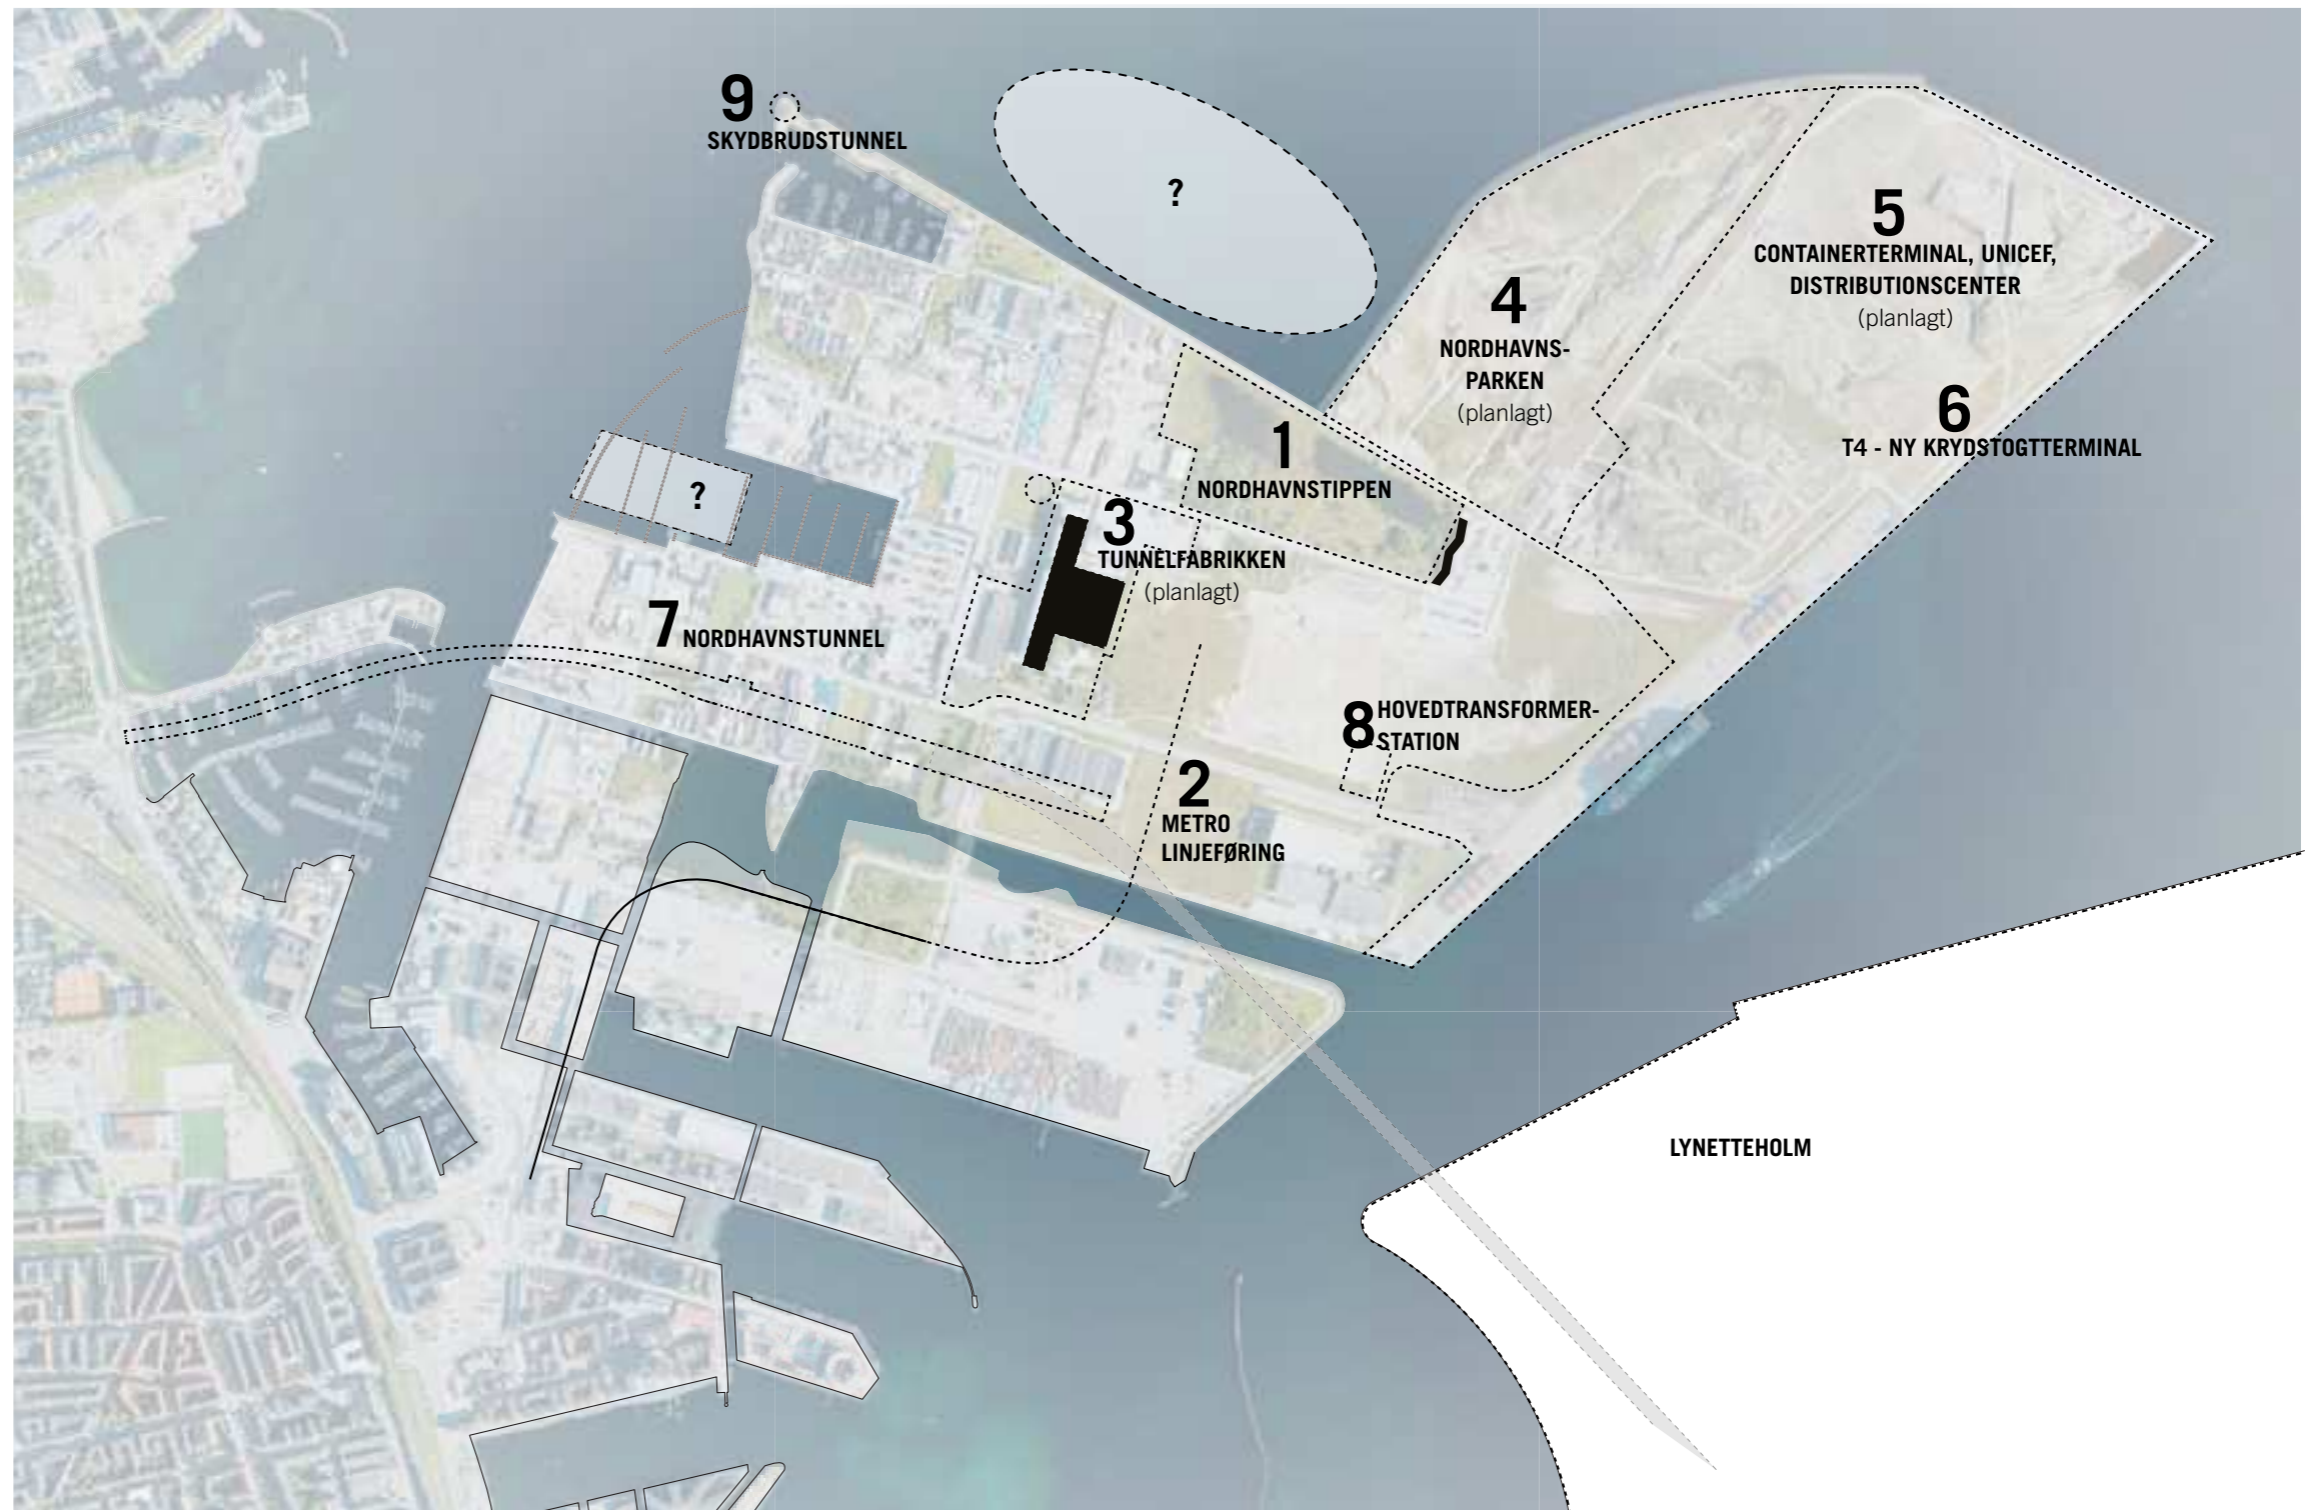 9
SKYDBRUDSTUNNEL
?
5
CONTAINERTERMINAL, UNICEF,
DISTRIBUTIONSCENTER
(planlagt)
4
NORDHAVNS-
PARKEN
(planlagt)
6
T4 - NY KRYDSTOGTTERMINAL
1
NORDHAVNSTIPPEN
?
3
TUNNELFABRIKKEN
(planlagt)
7 NORDHAVNSTUNNEL
8 HOVEDTRANSFORMER-
STATION
2
METRO
LINJEFØRING
LYNETTEHOLM